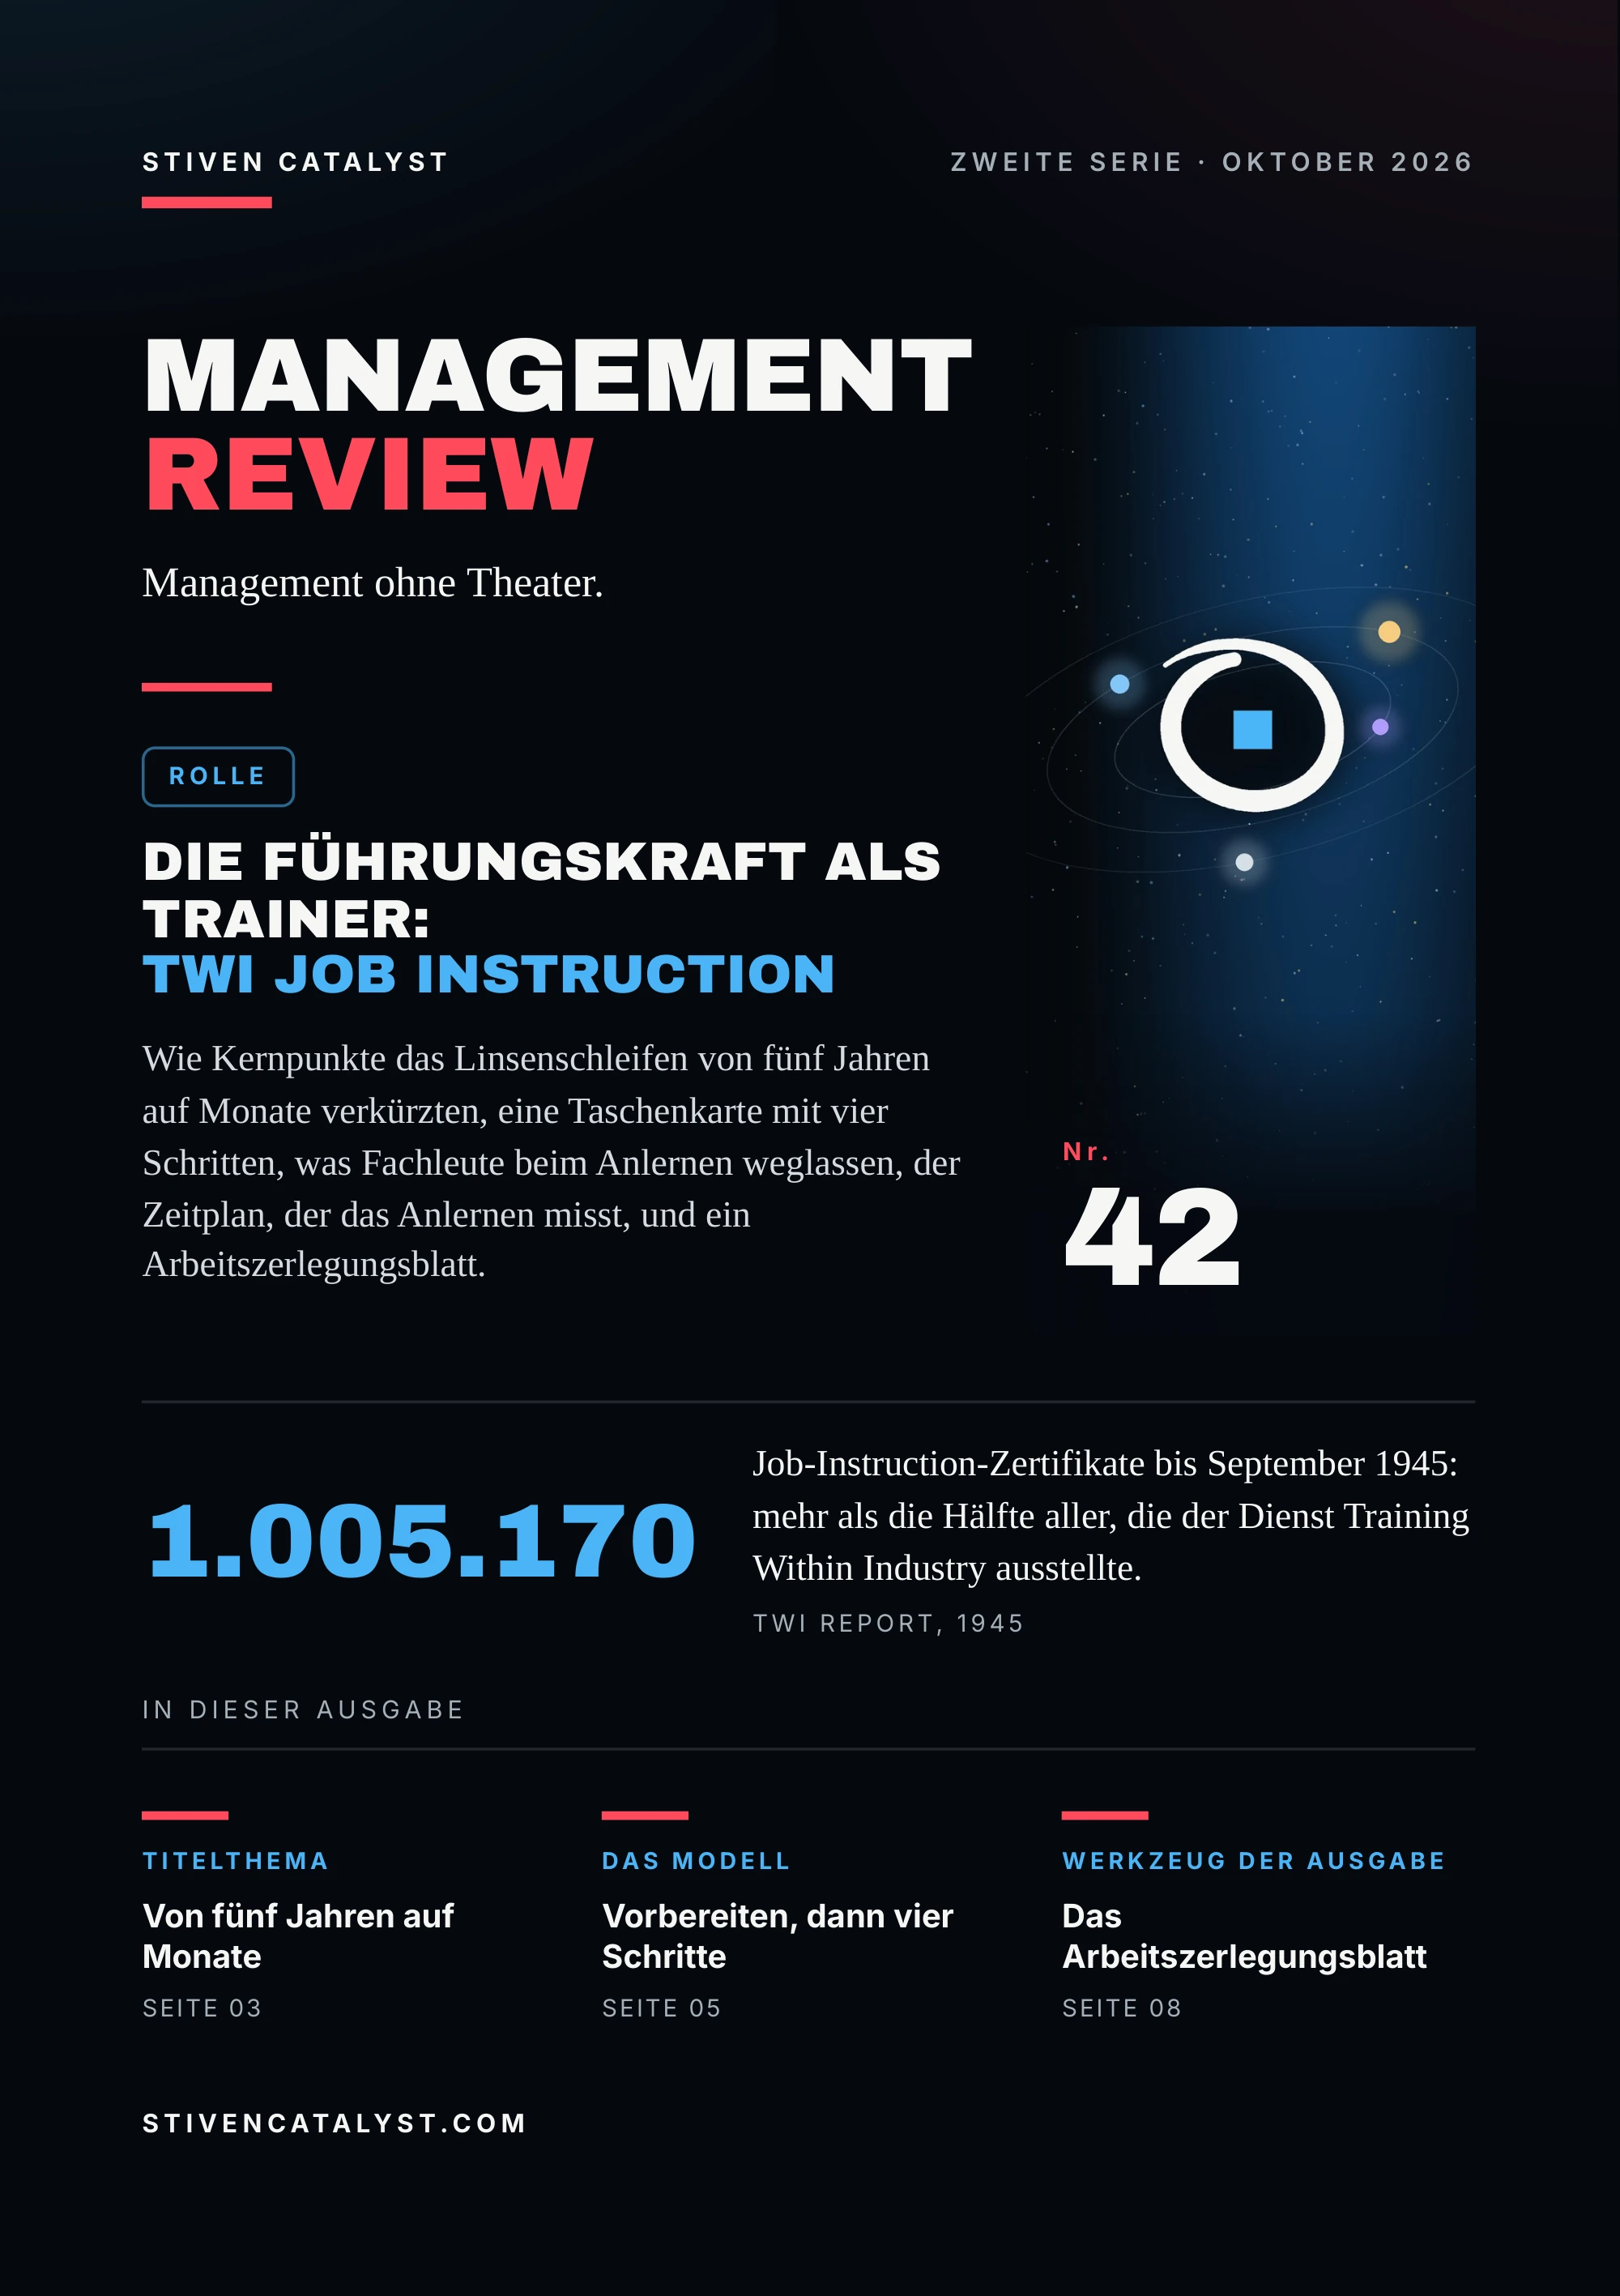 STIVEN CATALYST
ZWEITE SERIE · OKTOBER 2026
MANAGEMENT
REVIEW
Management ohne Theater.
ROLLE
DIE FÜHRUNGSKRAFT ALS
TRAINER:
TWI JOB INSTRUCTION
Wie Kernpunkte das Linsenschleifen von fünf Jahren
auf Monate verkürzten, eine Taschenkarte mit vier
Schritten, was Fachleute beim Anlernen weglassen, der
Zeitplan, der das Anlernen misst, und ein
Arbeitszerlegungsblatt.
Nr.
42
1.005.170
Job-Instruction-Zertifikate bis September 1945:
mehr als die Hälfte aller, die der Dienst Training
Within Industry ausstellte.
TWI REPORT, 1945
IN DIESER AUSGABE
TITELTHEMA
Von fünf Jahren auf
Monate
SEITE 03
DAS MODELL
Vorbereiten, dann vier
Schritte
SEITE 05
WERKZEUG DER AUSGABE
Das
Arbeitszerlegungsblatt
SEITE 08
STIVENCATALYST.COM